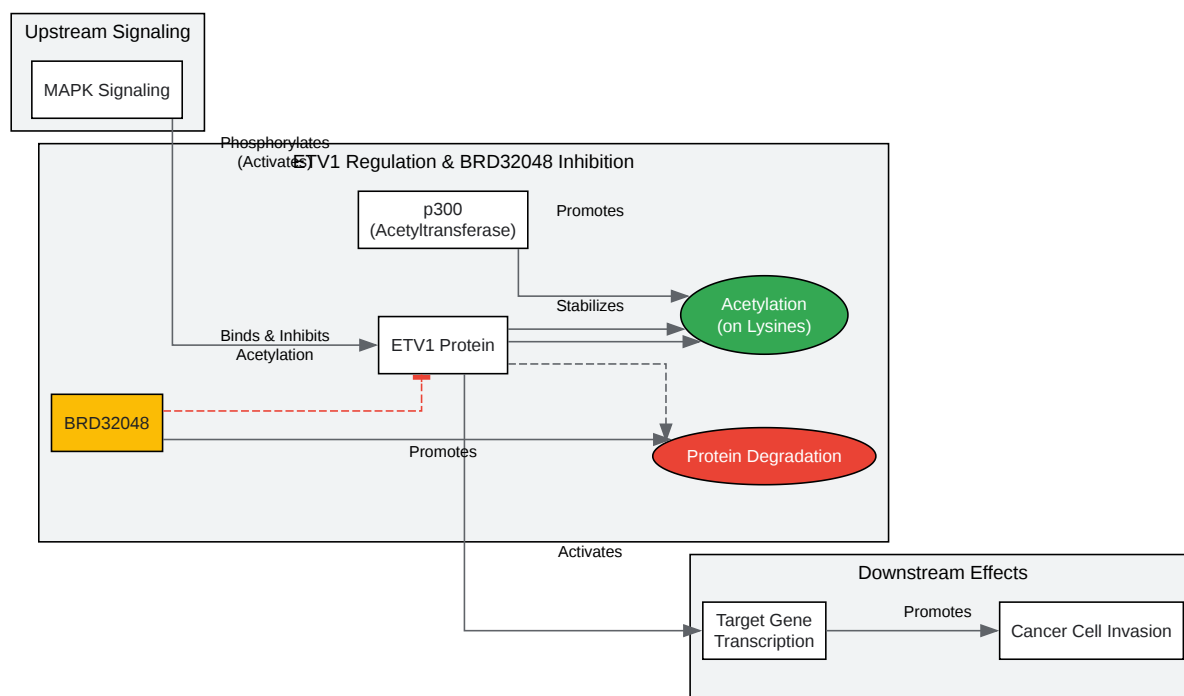 Upstream Signaling
MAPK Signaling
Phosphorylates
(Activates)
ETV1 Regulation & BRD32048 Inhibition
p300
(Acetyltransferase)
Promotes
Stabilizes
Acetylation
(on Lysines)
Binds & Inhibits
Acetylation
ETV1 Protein
BRD32048
Promotes
Protein Degradation
Activates
Downstream Effects
Target Gene
Transcription
Promotes
Cancer Cell Invasion